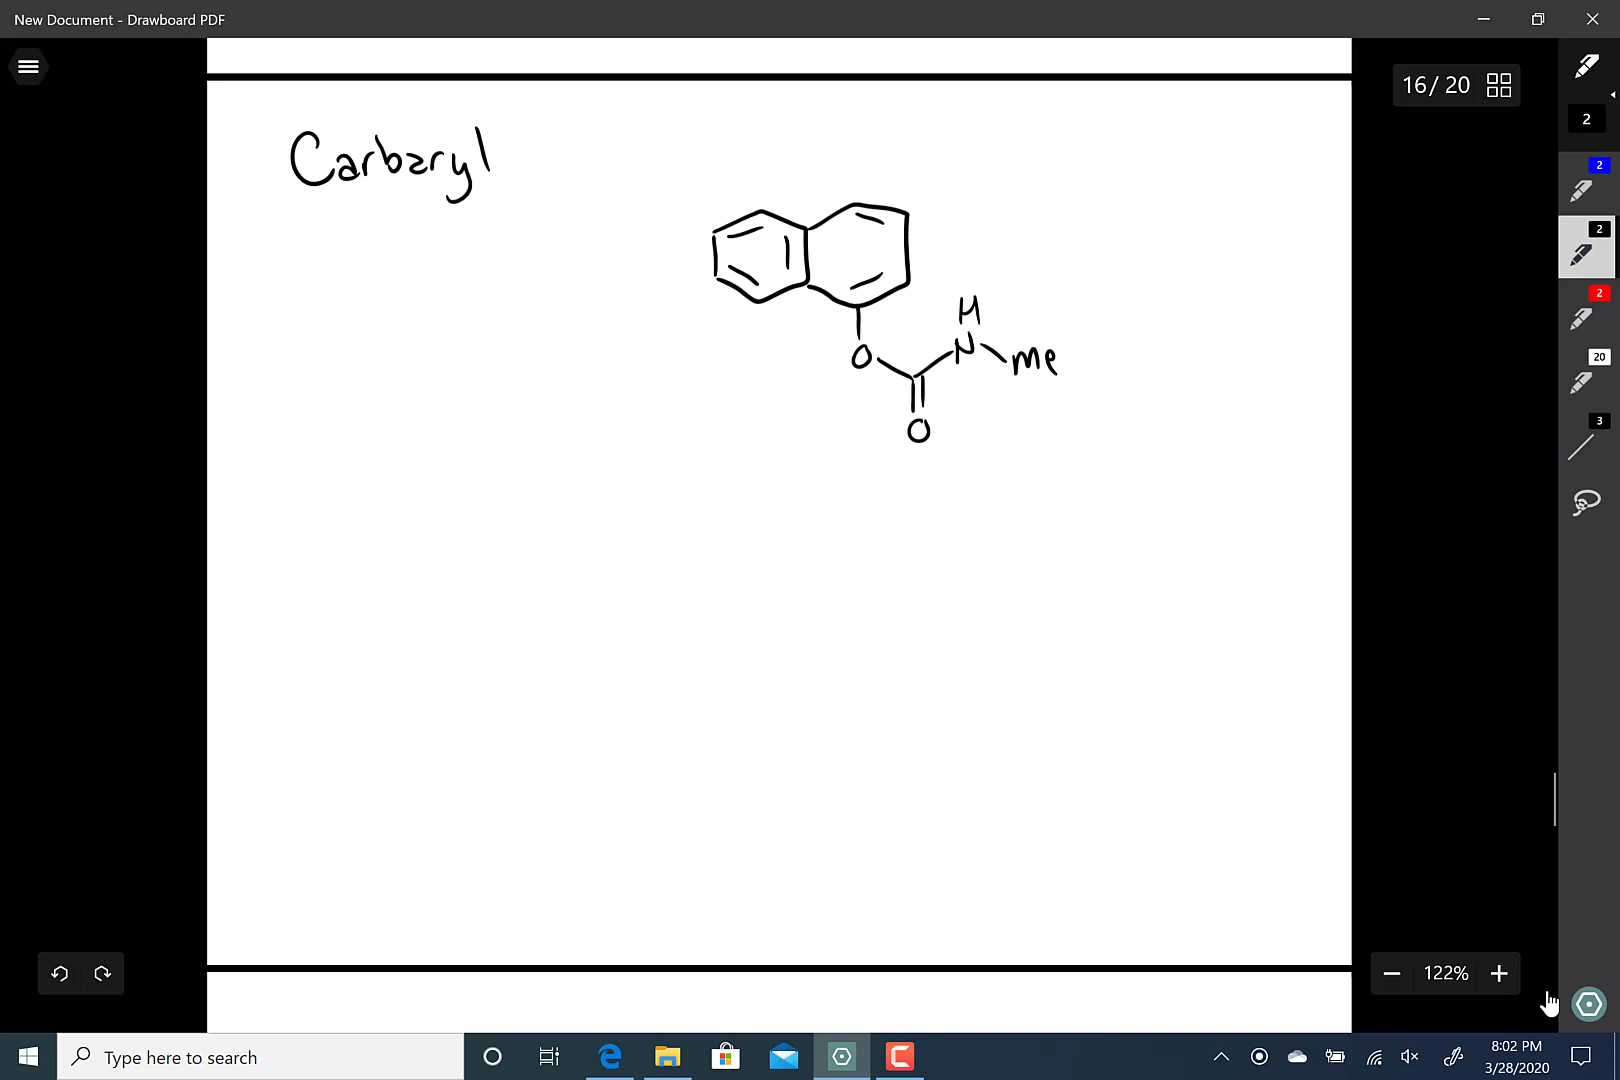 New Document - Drawboard PDF
16/ 20
2
2
2
2
20
3
Carbaryl
H
O
N
Me
O
122%
Type here to search
8:02 PM
3/28/2020